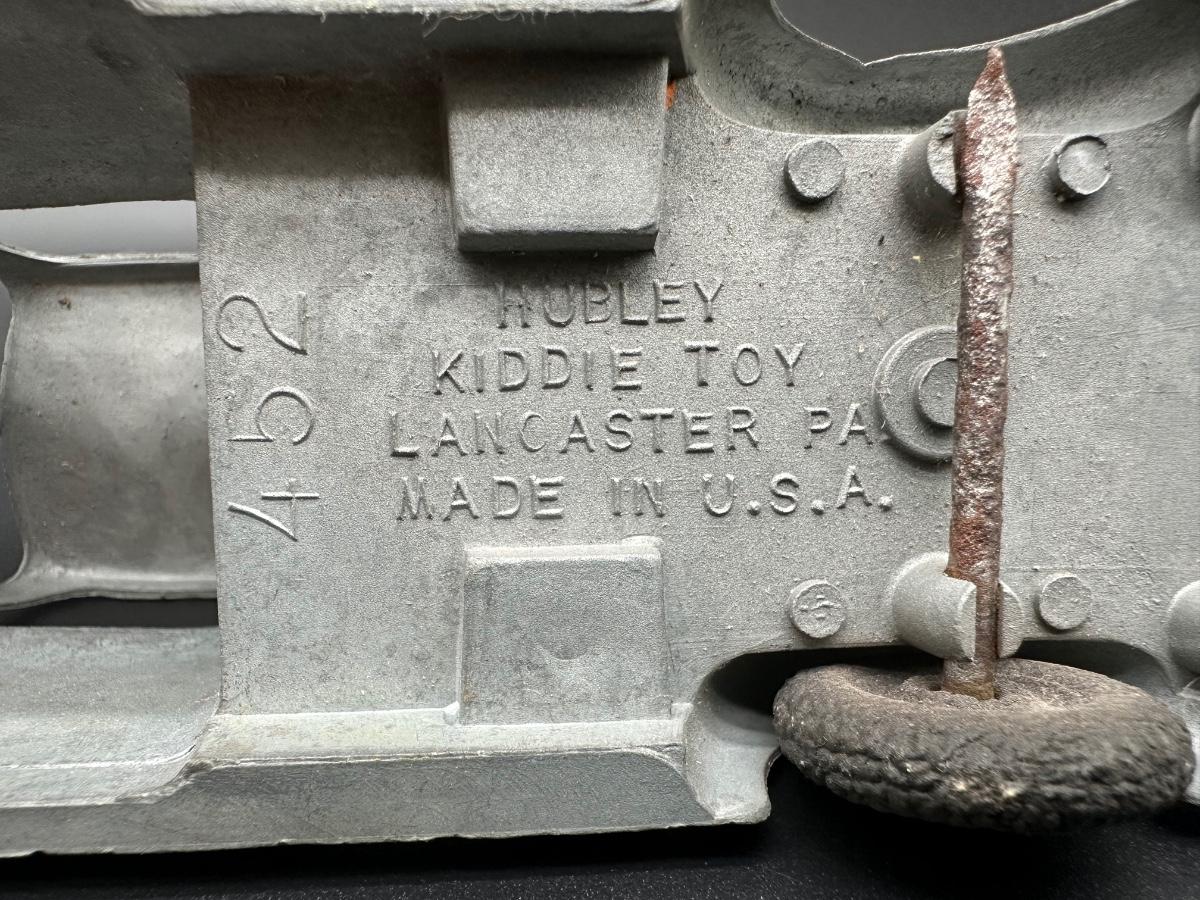 HUBLEY
KIDDIE TOY
LANCASTER PA.
MADE IN U.S.A.
452